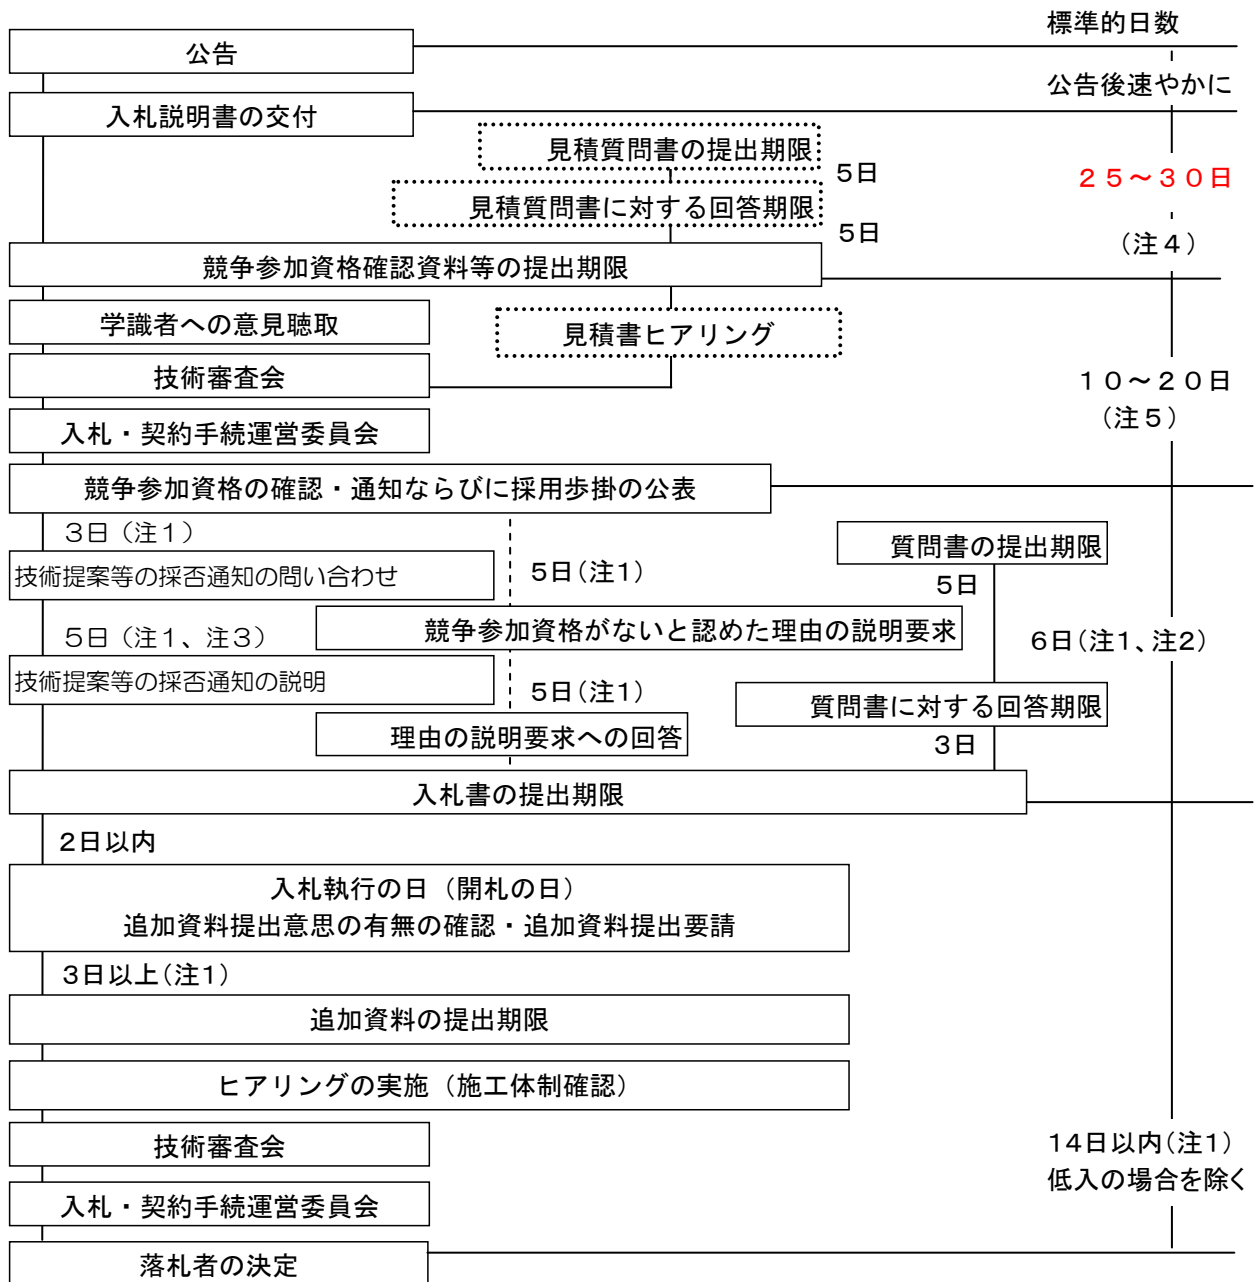 標準的日数
公告
公告後速やかに
入札説明書の交付
見積質問書の提出期限
5日
２５～３０日
見積質問書に対する回答期限
5日
（注４）
競争参加資格確認資料等の提出期限
学識者への意見聴取
見積書ヒアリング
技術審査会
１０～２０日
（注５）
入札・契約手続運営委員会
競争参加資格の確認・通知ならびに採用歩掛の公表
３日（注１）
質問書の提出期限
技術提案等の採否通知の問い合わせ
5日（注1）
5日
５日（注１、注３）
競争参加資格がないと認めた理由の説明要求
6日（注1、注2）
技術提案等の採否通知の説明
5日（注1）
質問書に対する回答期限
理由の説明要求への回答
3日
入札書の提出期限
2日以内
入札執行の日（開札の日）
追加資料提出意思の有無の確認・追加資料提出要請
3日以上（注1）
追加資料の提出期限
ヒアリングの実施（施工体制確認）
技術審査会
14日以内（注1）
低入の場合を除く
入札・契約手続運営委員会
落札者の決定